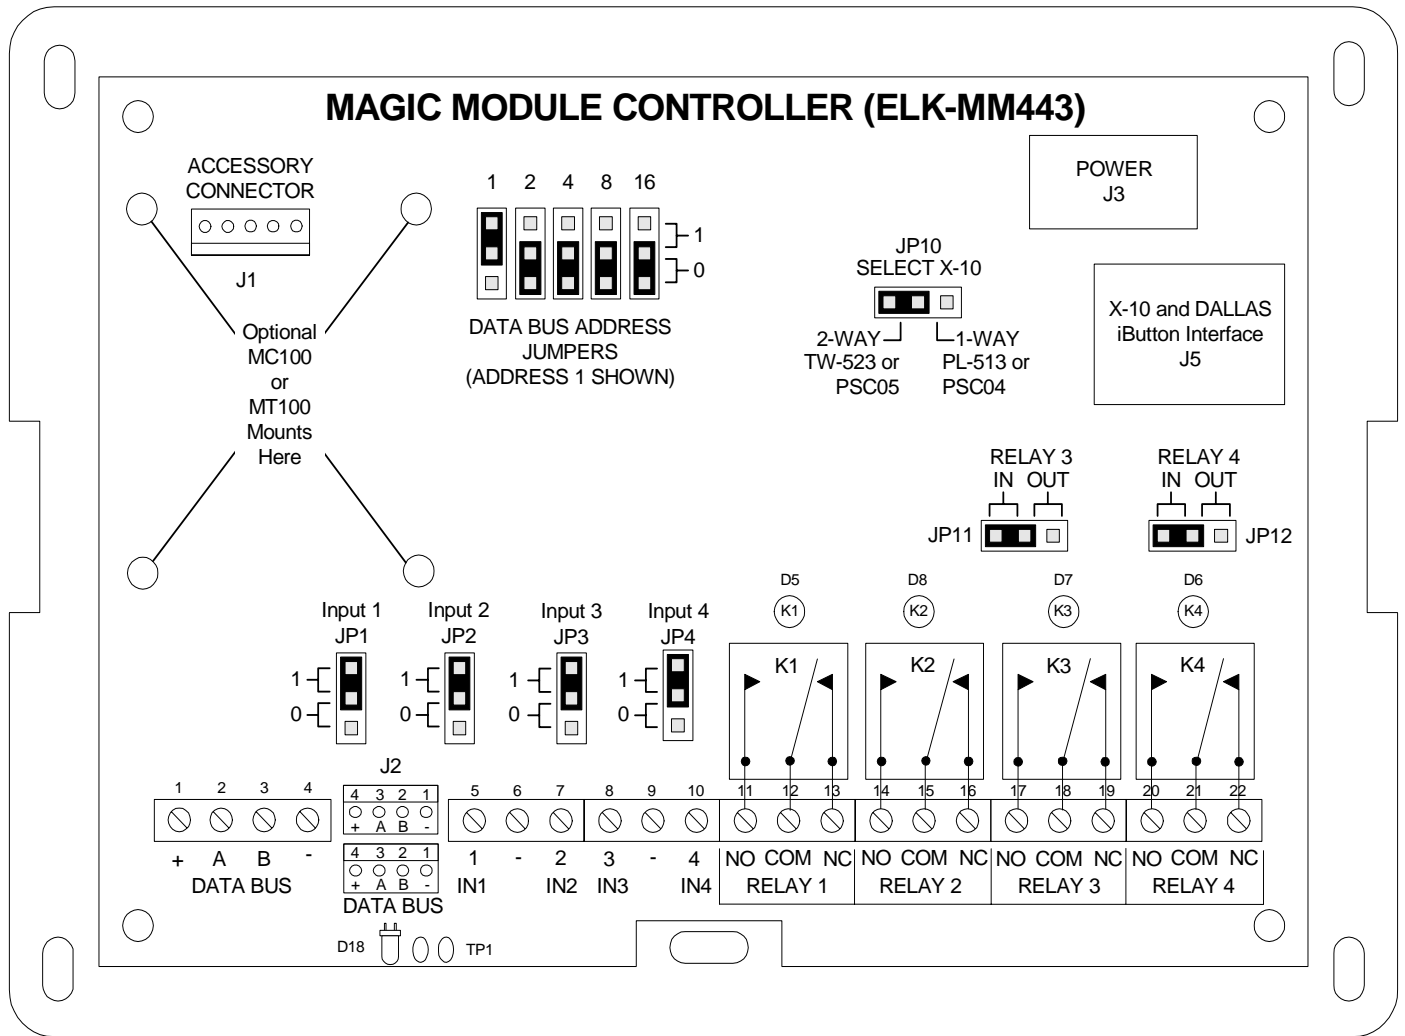 MAGIC MODULE CONTROLLER (ELK-MM443)
ACCESSORY
CONNECTOR
J1
Optional
MC100
or
MT100
Mounts
Here
1 2 4 8 16
1
0
DATA BUS ADDRESS
JUMPERS
(ADDRESS 1 SHOWN)
POWER
J3
JP10
SELECT X-10
2-WAY
TW-523 or
PSC05
1-WAY
PL-513 or
PSC04
X-10 and DALLAS
iButton Interface
J5
RELAY 3
IN OUT
JP11
RELAY 4
IN OUT
JP12
D5 D8 D7 D6
K1 K2 K3 K4
Input 1
JP1
1
0
Input 2
JP2
1
0
Input 3
JP3
1
0
Input 4
JP4
1
0
K1 K2 K3 K4
1 2 3 4
+ A B -
DATA BUS
J2
4 3 2 1
+ A B -
4 3 2 1
+ A B -
DATA BUS
5 6 7 8 9 10
1 - 2 3 - 4
IN1 IN2 IN3 IN4
11 12 13 14 15 16 17 18 19 20 21 22
NO COM NC NO COM NC NO COM NC NO COM NC
RELAY 1 RELAY 2 RELAY 3 RELAY 4
D18 TP1